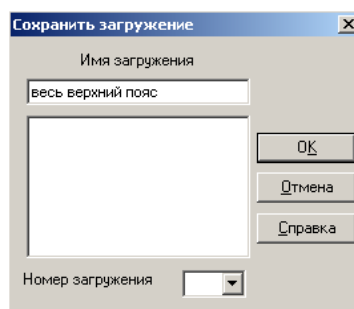 Сохранить загружение
Имя загружения
весь верхний пояс
OK
Отмена
Справка
Номер загружения